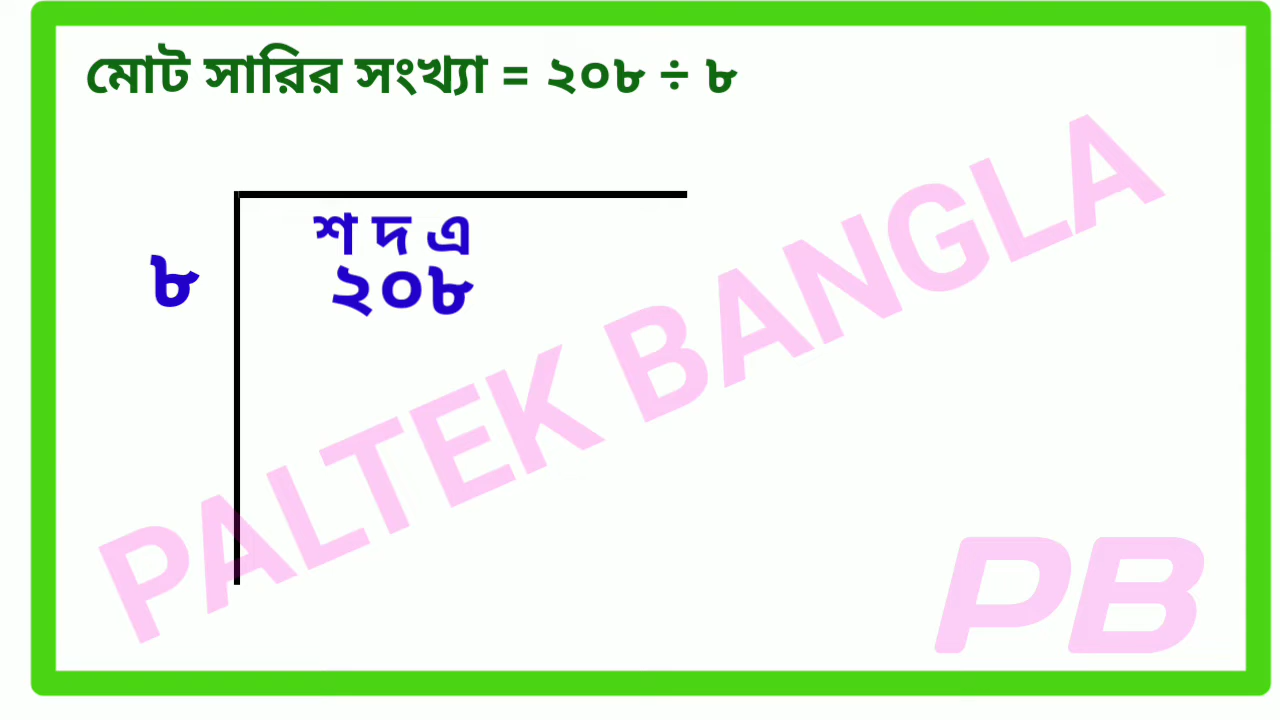 মোট সারির সংখ্যা = ২০৮ ÷ ৮
শ দ এ
৮ ২০৮
PALTEK BANGLA
PB